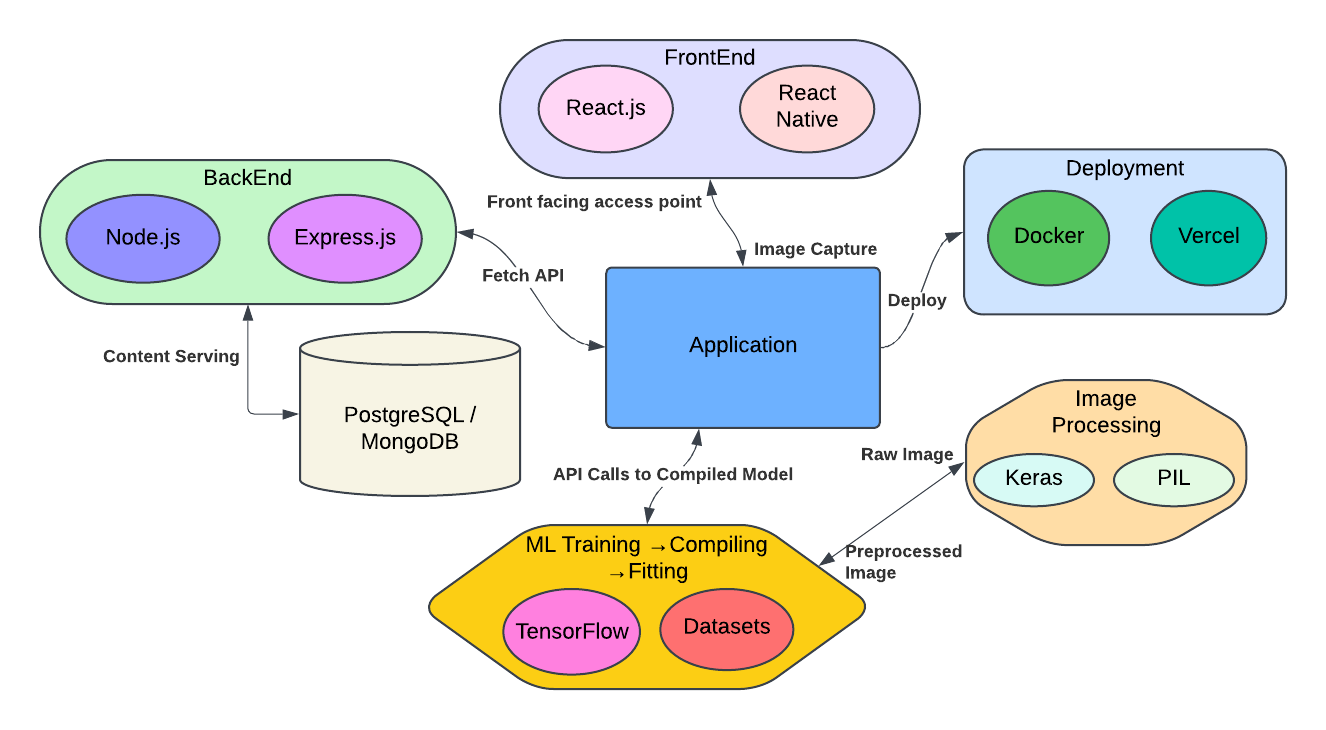 FrontEnd
React.js
React
Native
BackEnd
Node.js
Express.js
Deployment
Docker
Vercel
Front facing access point
Image Capture
Fetch API
Deploy
Application
Content Serving
PostgreSQL /
MongoDB
Image
Processing
Keras
PIL
Raw Image
API Calls to Compiled Model
Preprocessed
Image
ML Training →Compiling
→Fitting
TensorFlow
Datasets